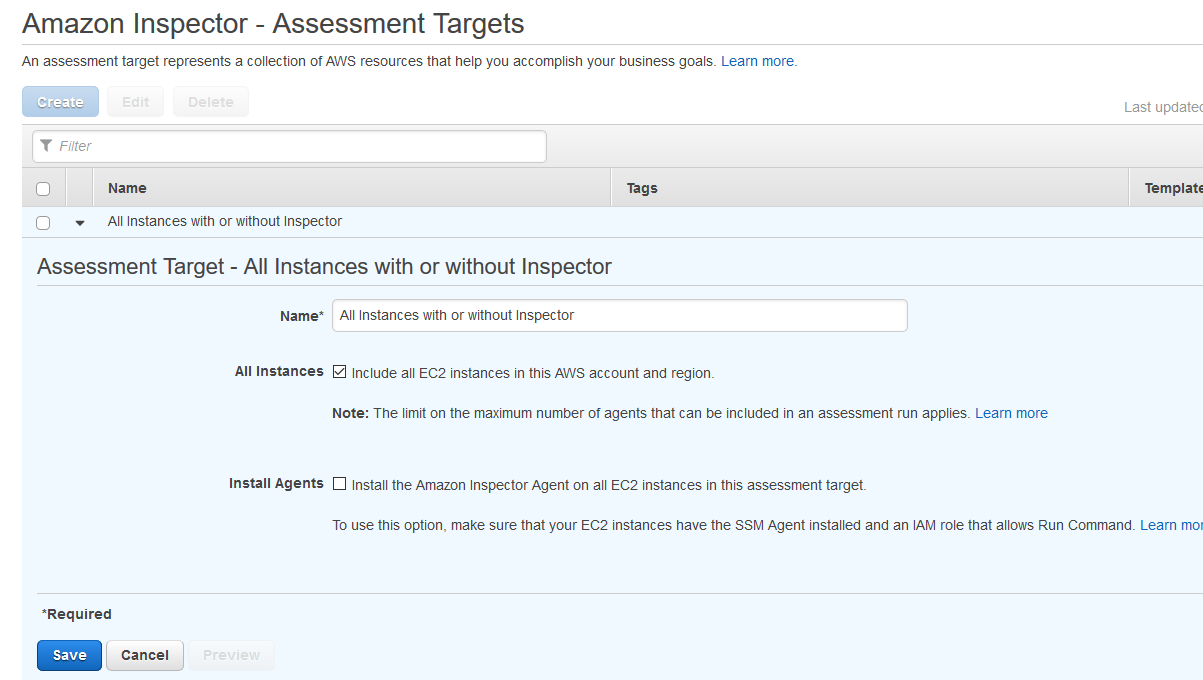 Amazon Inspector - Assessment Targets
An assessment target represents a collection of AWS resources that help you accomplish your business goals. Learn more.
Create Edit Delete
Last updated
Filter
Name Tags Template
All Instances with or without Inspector
Assessment Target - All Instances with or without Inspector
Name* All Instances with or without Inspector
All Instances Include all EC2 instances in this AWS account and region.
Note: The limit on the maximum number of agents that can be included in an assessment run applies. Learn more
Install Agents Install the Amazon Inspector Agent on all EC2 instances in this assessment target.
To use this option, make sure that your EC2 instances have the SSM Agent installed and an IAM role that allows Run Command. Learn mor
*Required
Save Cancel Preview